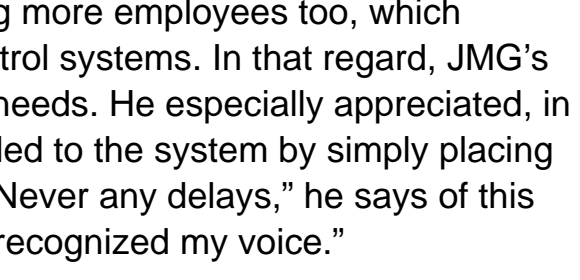 g more employees too, which
trol systems. In that regard, JMG’s
needs. He especially appreciated, in
led to the system by simply placing
Never any delays,” he says of this
recognized my voice.”